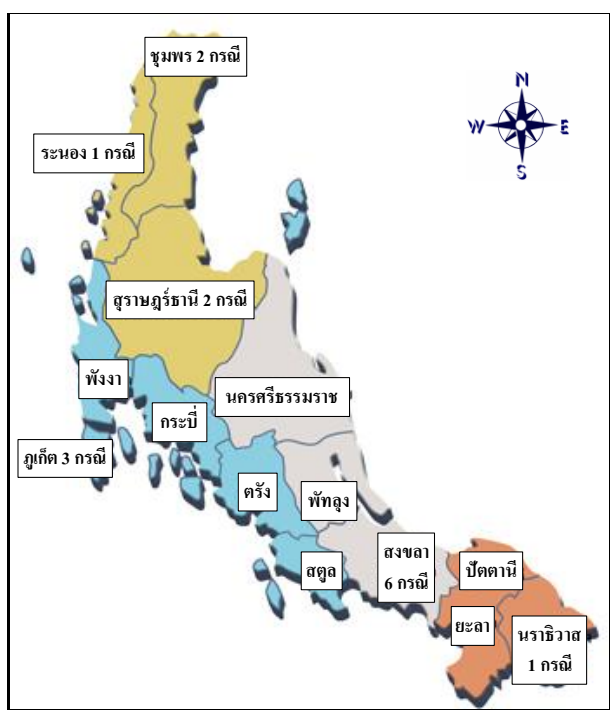 ชุมพร 2 กรณี
N
W
E
S
ระนอง 1 กรณี
สุราษฎร์ธานี 2 กรณี
พังงา
นครศรีธรรมราช
กระบี่
ภูเก็ต 3 กรณี
ตรัง
พัทลุง
สงขลา
6 กรณี
ปัตตานี
สตูล
ยะลา
นราธิวาส
1 กรณี